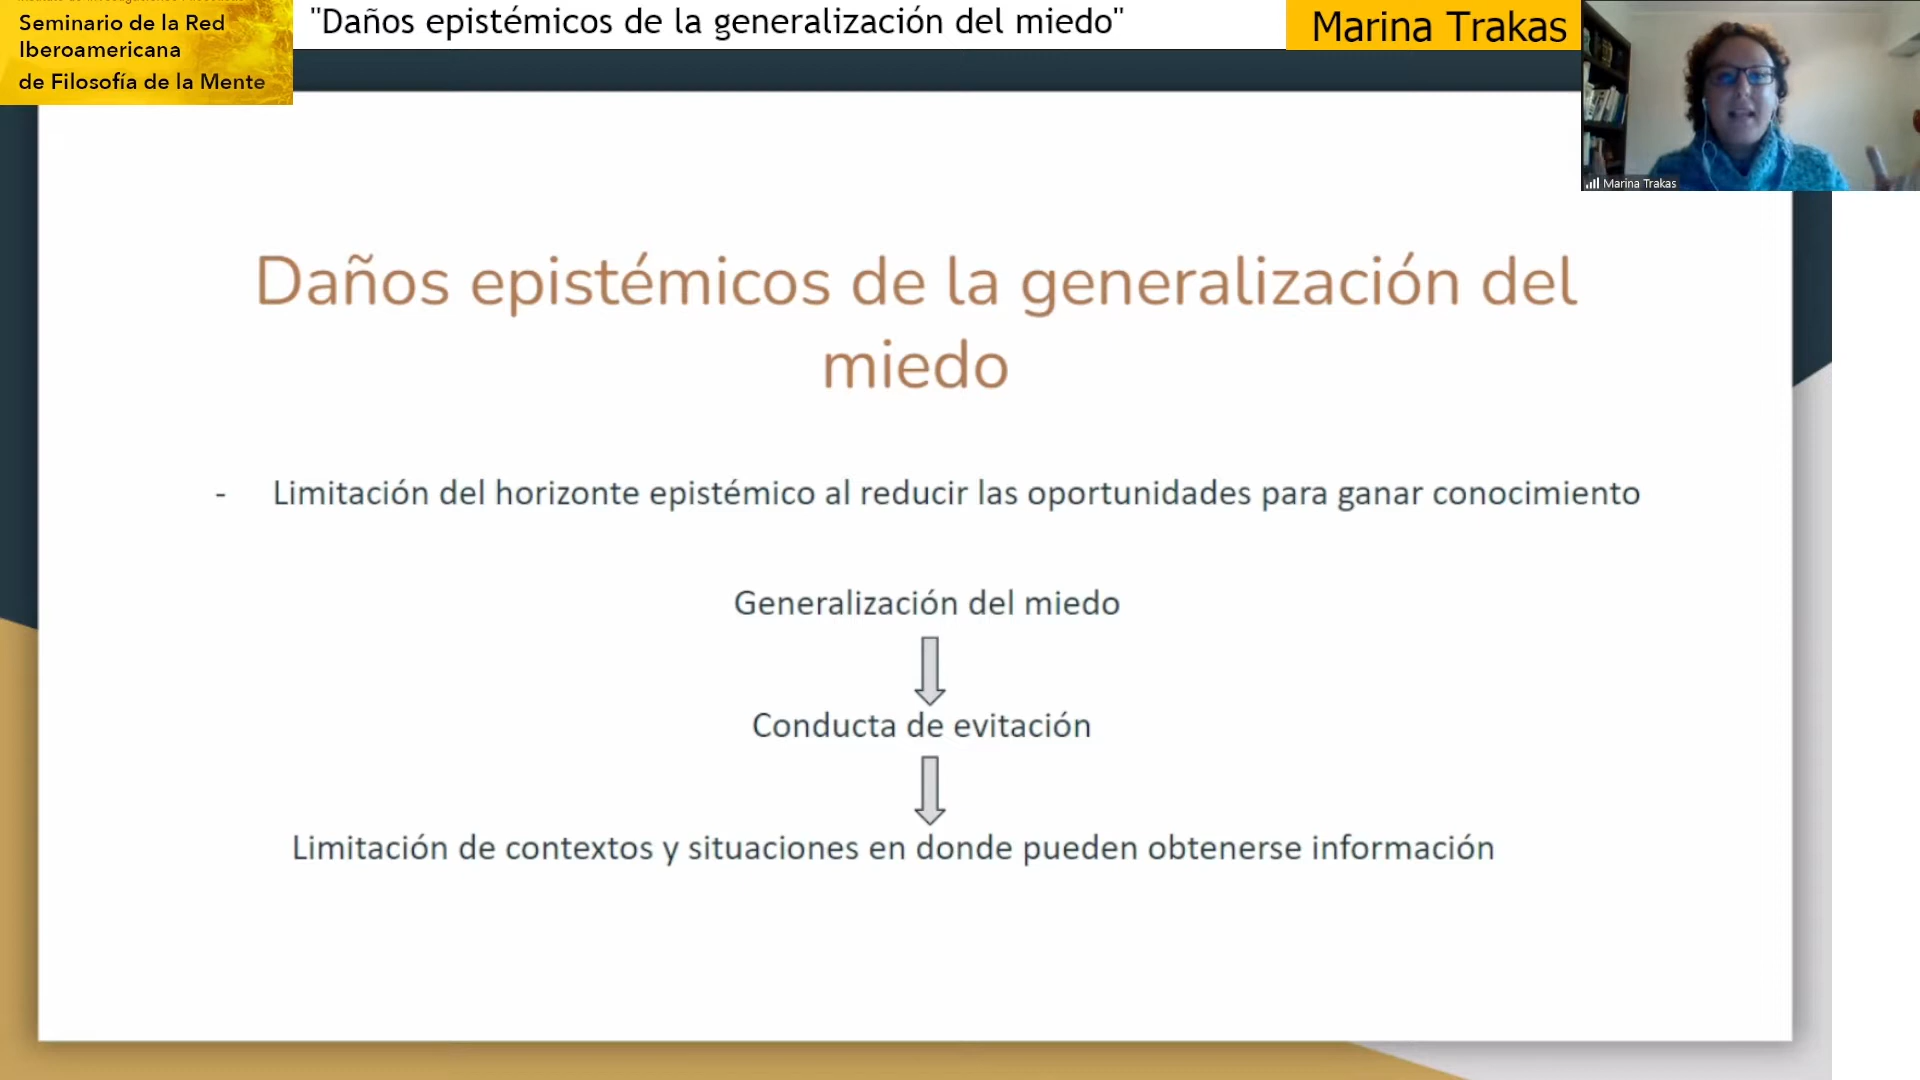 Seminario de la Red
Iberoamericana
de Filosofía de la Mente
"Daños epistémicos de la generalización del miedo"
Marina Trakas
Marina Trakas
Daños epistémicos de la generalización del
miedo
- Limitación del horizonte epistémico al reducir las oportunidades para ganar conocimiento
Generalización del miedo
Conducta de evitación
Limitación de contextos y situaciones en donde pueden obtenerse información